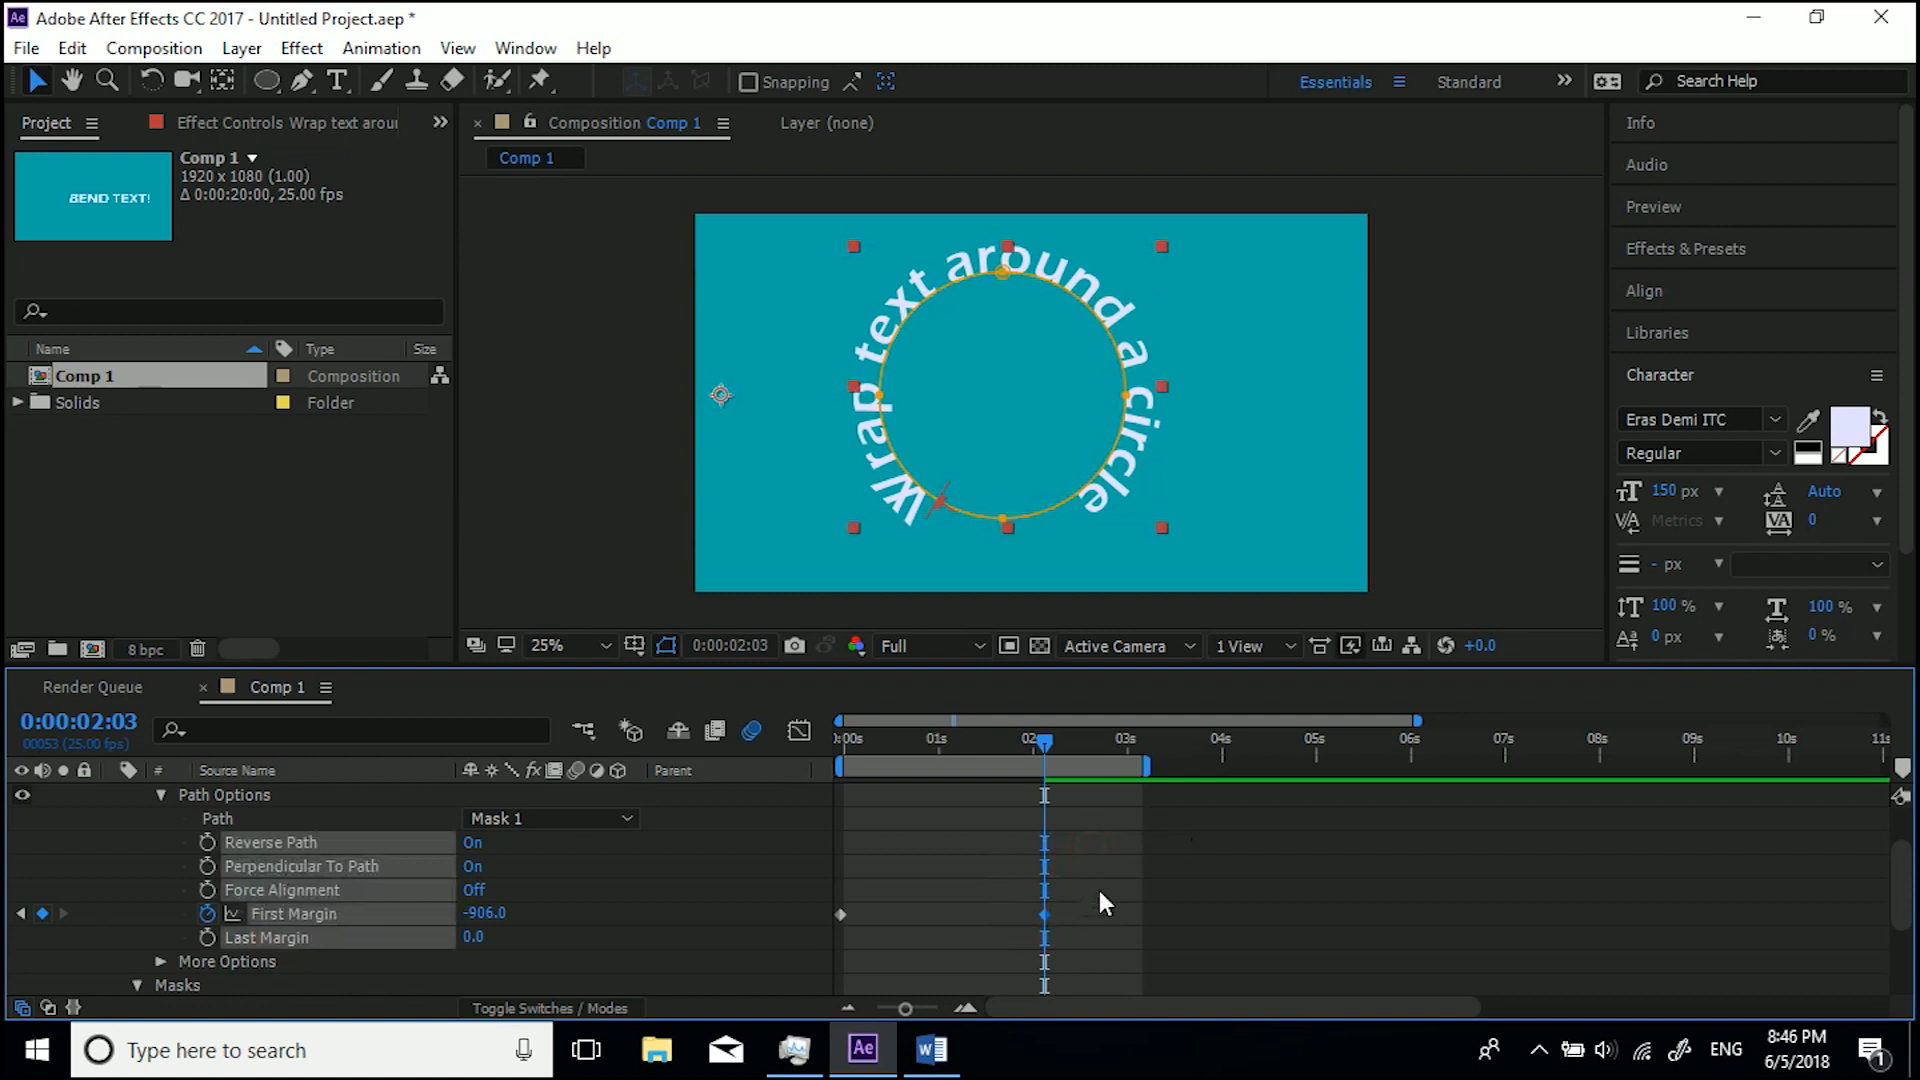 Adobe After Effects CC 2017 - Untitled Project.aep *
File Edit Composition Layer Effect Animation View Window Help
Snapping
Essentials
Standard
Search Help
Project
Effect Controls Wrap text arou
Composition Comp 1
Layer (none)
Comp 1
Comp 1
1920 x 1080 (1.00)
Δ 0:00:20:00, 25.00 fps
BEND TEXT!
Name Type Size
Comp 1 Composition
Solids Folder
8 bpc
Wrap text around a circle
25% 0:00:02:03 Full Active Camera 1 View +0.0
Info
Audio
Preview
Effects & Presets
Align
Libraries
Character
Eras Demi ITC
Regular
150 px Auto
Metrics 0
- px
100 % 100 %
0 px 0 %
Render Queue
Comp 1
0:00:02:03
00053 (25.00 fps)
# Source Name fx Parent
:00s 01s 02 03s 04s 05s 06s 07s 08s 09s 10s 11s
Path Options
Path Mask 1
Reverse Path On
Perpendicular To Path On
Force Alignment Off
First Margin -906.0
Last Margin 0.0
More Options
Masks
Toggle Switches / Modes
Type here to search
Ae
ENG
8:46 PM
6/5/2018
1